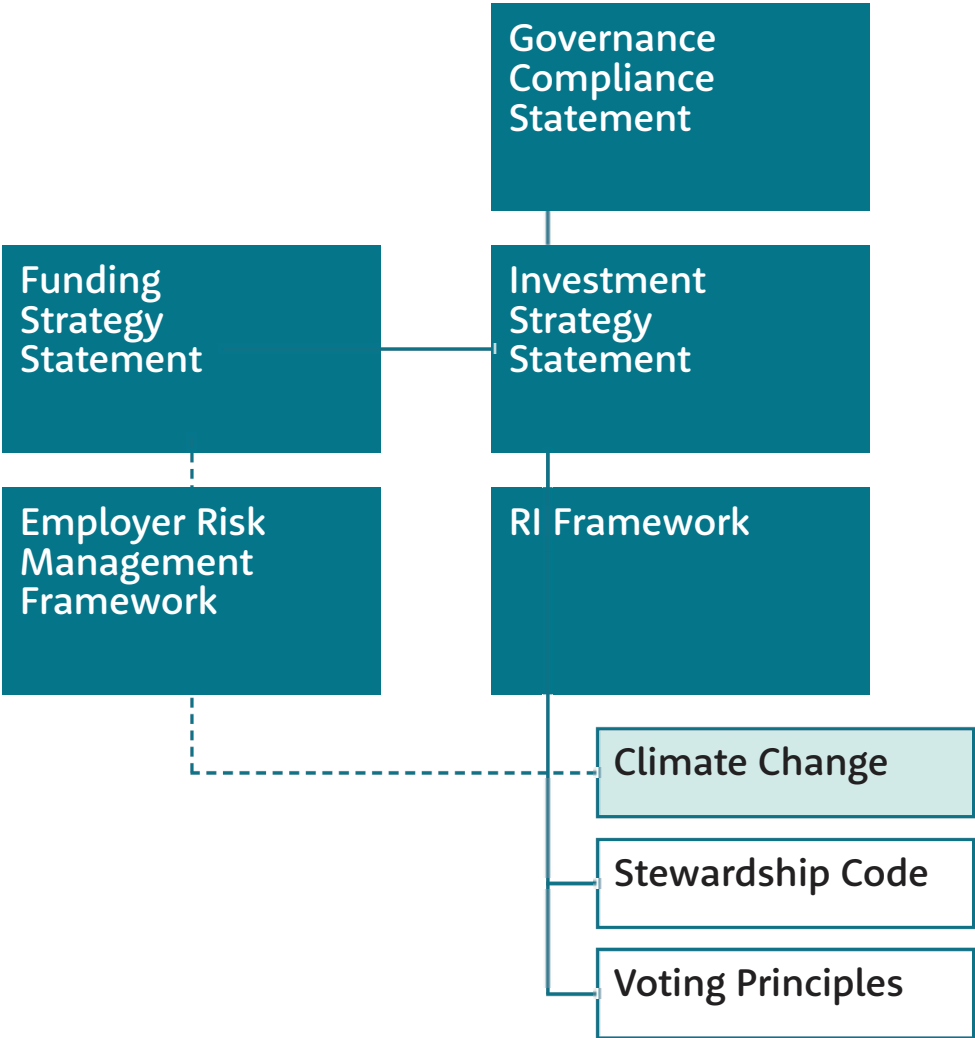 Governance
Compliance
Statement
Funding
Strategy
Statement
Investment
Strategy
Statement
Employer Risk
Management
Framework
RI Framework
Climate Change
Stewardship Code
Voting Principles